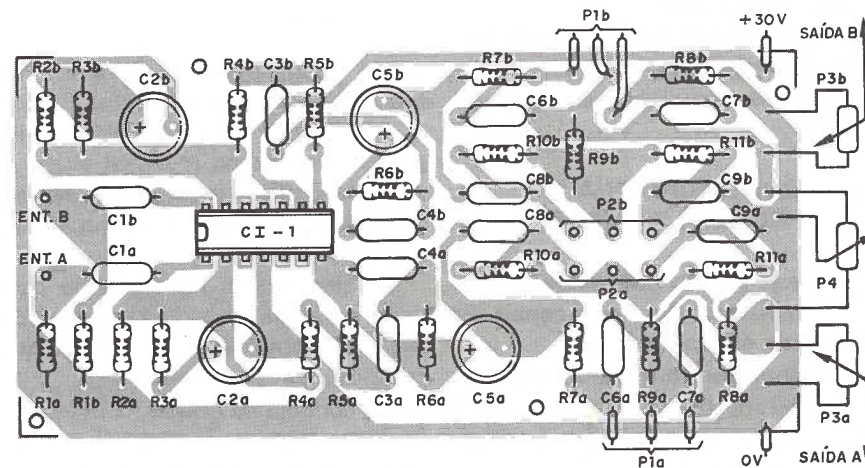 P1b
+30V
SAÍDA B
R2b R3b C2b R4b C3b R5b C5b R7b R8b P3b
C6b C7b
R10b R9b R11b
R6b C8b C9b
ENT. B C1b CI-1 C4b C8a P2b C9a
ENT. A C1a C4a R10a P2a R11a P4
R1a R1b R2a R3a C2a R4a R5a C3a R6a C5a R7a C6a R9a C7a R8a P3a
P1a 0V SAÍDA A